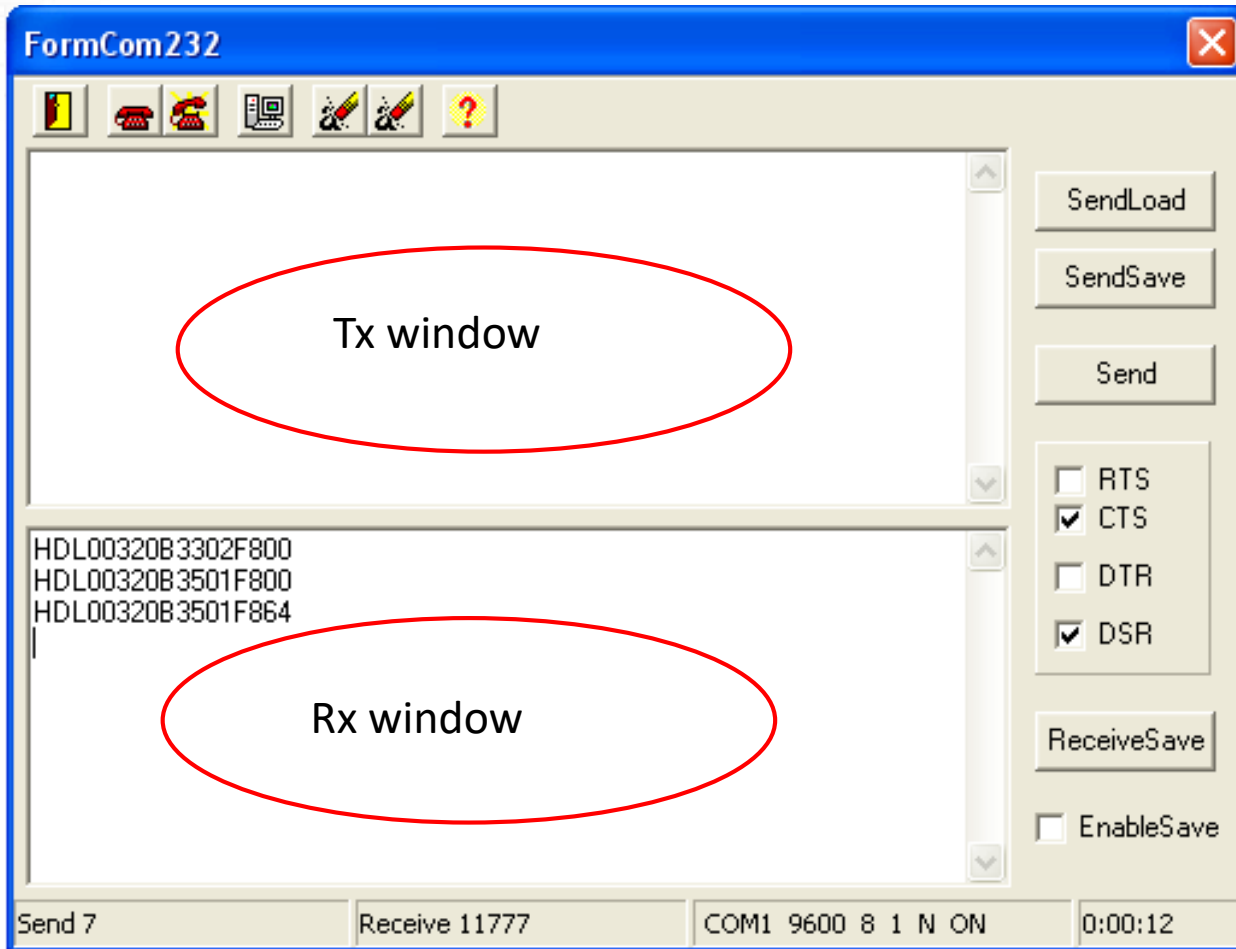 FormCom232
?
Tx window
SendLoad
SendSave
Send
RTS
CTS
DTR
DSR
HDL00320B3302F800
HDL00320B3501F800
HDL00320B3501F864
Rx window
ReceiveSave
EnableSave
Send 7
Receive 11777
COM1 9600 8 1 N ON
0:00:12